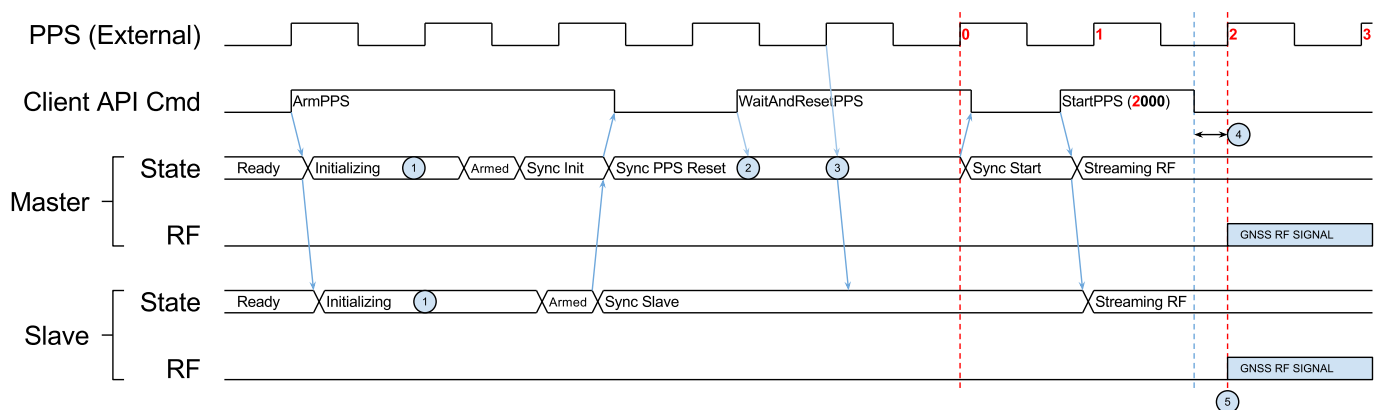 PPS (External)
0 1 2 3
Client API Cmd
ArmPPS WaitAndResetPPS StartPPS (2000)
4
State Ready Initializing 1 Armed Sync Init Sync PPS Reset 2 3 Sync Start Streaming RF
Master
RF GNSS RF SIGNAL
State Ready Initializing 1 Armed Sync Slave Streaming RF
Slave
RF GNSS RF SIGNAL
5